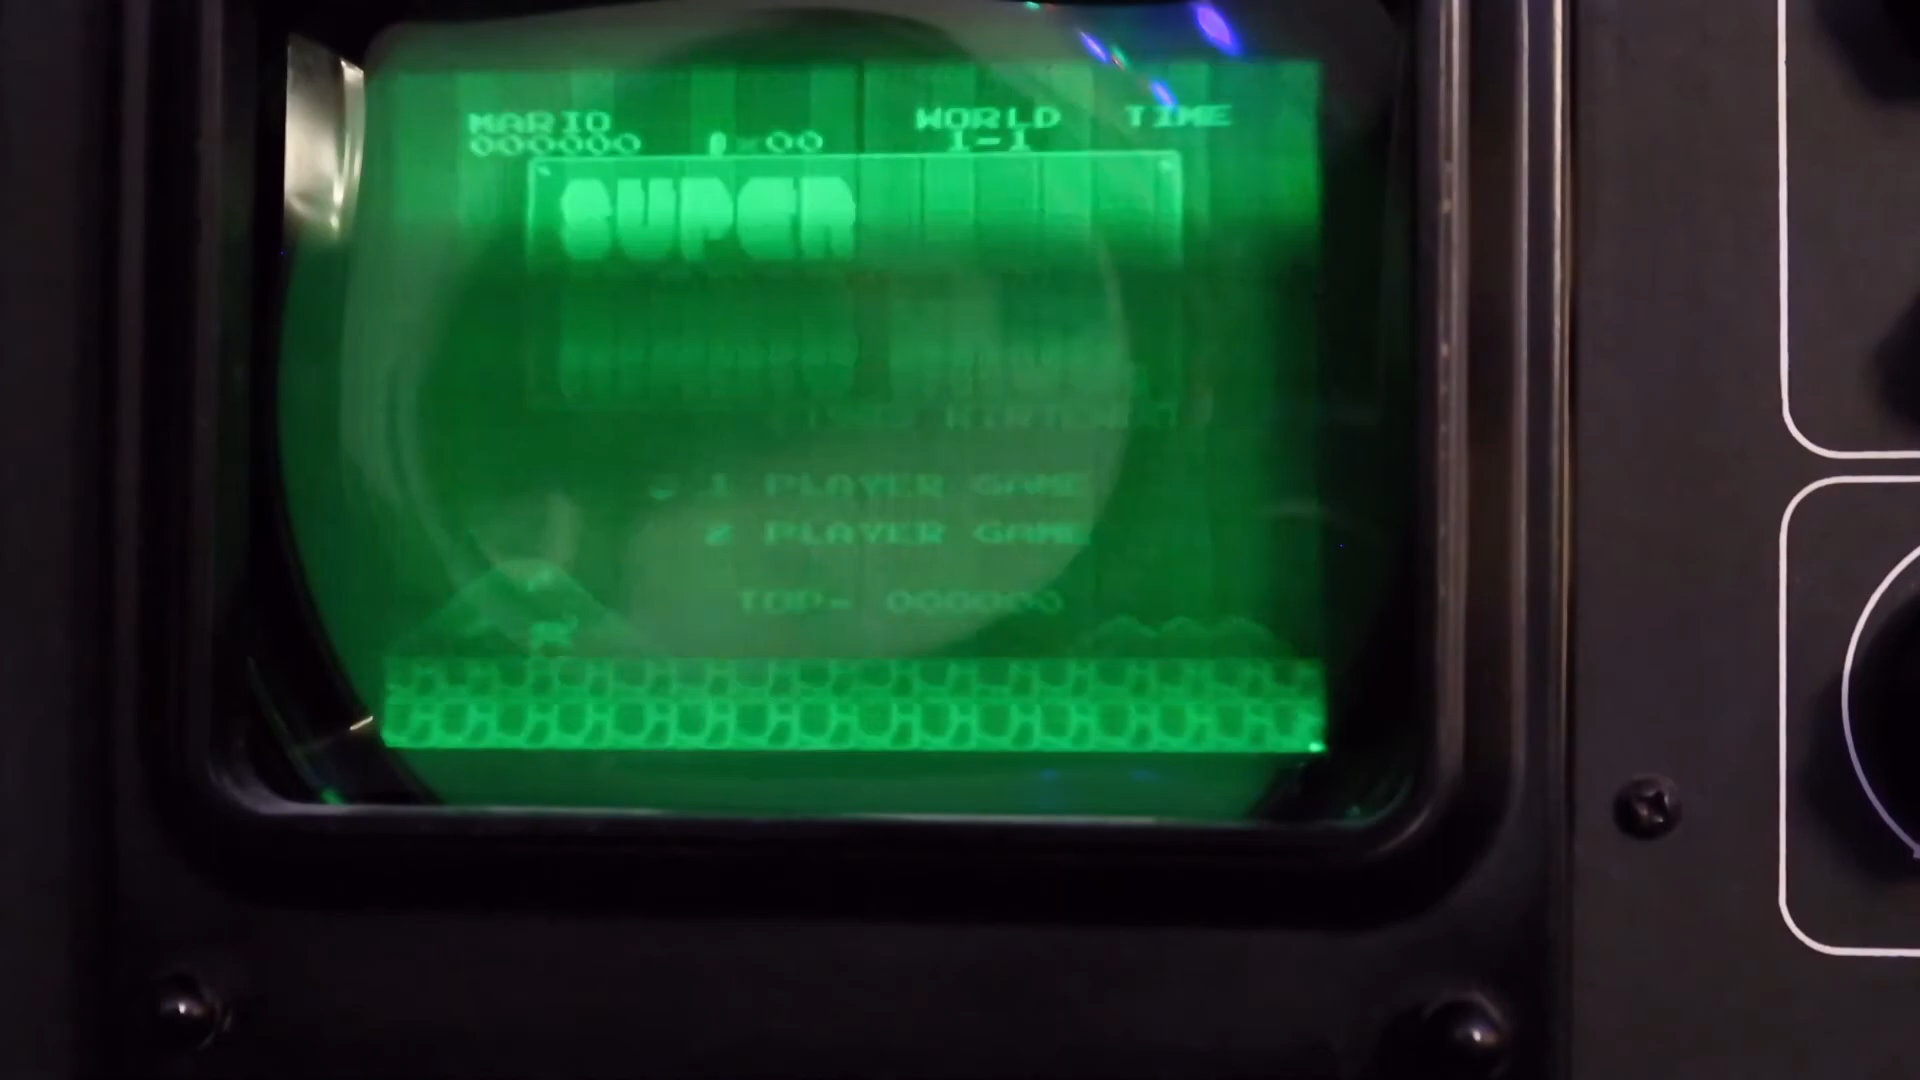 MARIO WORLD TIME
000000 ×00 1-1
SUPER
1 PLAYER GAME
2 PLAYER GAME
TOP- 000000